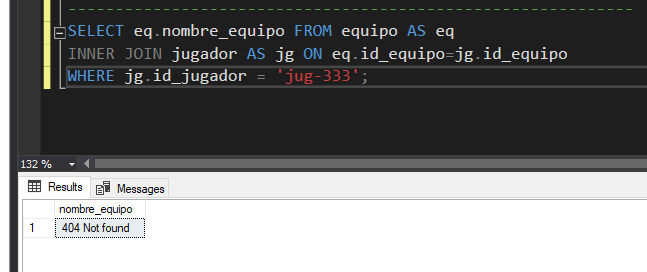 SELECT eq.nombre_equipo FROM equipo AS eq
INNER JOIN jugador AS jg ON eq.id_equipo=jg.id_equipo
WHERE jg.id_jugador = 'jug-333';
132 %
Results Messages
nombre_equipo
1 404 Not found